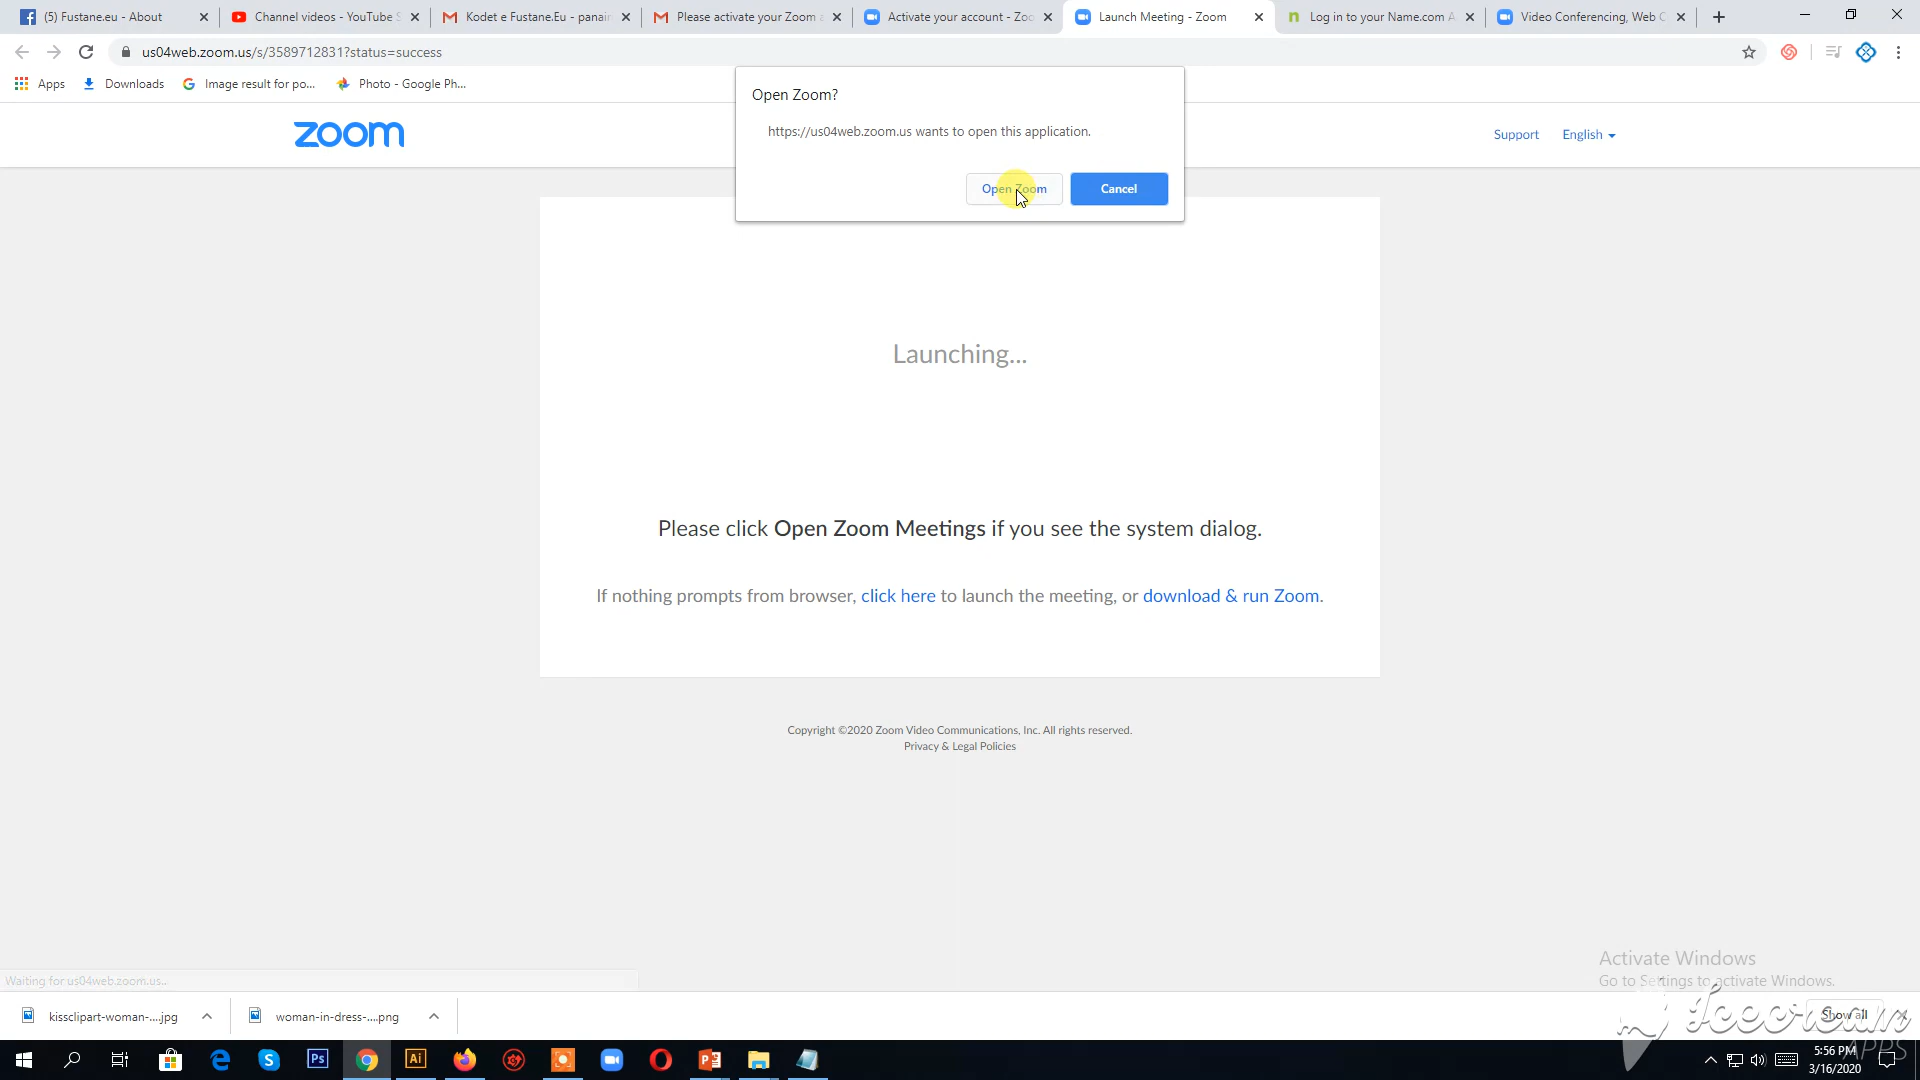 (5) Fustane.eu - About
Channel videos - YouTube S
Kodet e Fustane.Eu - panair
Please activate your Zoom a
Activate your account - Zoo
Launch Meeting - Zoom
Log in to your Name.com A
Video Conferencing, Web C
us04web.zoom.us/s/3589712831?status=success
Apps
Downloads
Image result for po...
Photo - Google Ph...
Open Zoom?
https://us04web.zoom.us wants to open this application.
Open Zoom
Cancel
zoom
Support
English
Launching...
Please click Open Zoom Meetings if you see the system dialog.
If nothing prompts from browser, click here to launch the meeting, or download & run Zoom.
Copyright ©2020 Zoom Video Communications, Inc. All rights reserved.
Privacy & Legal Policies
Waiting for us04web.zoom.us...
Activate Windows
Go to Settings to activate Windows.
kissclipart-woman-....jpg
woman-in-dress-....png
Show all
Icecream
APPS
Ps
Ai
5:56 PM
3/16/2020